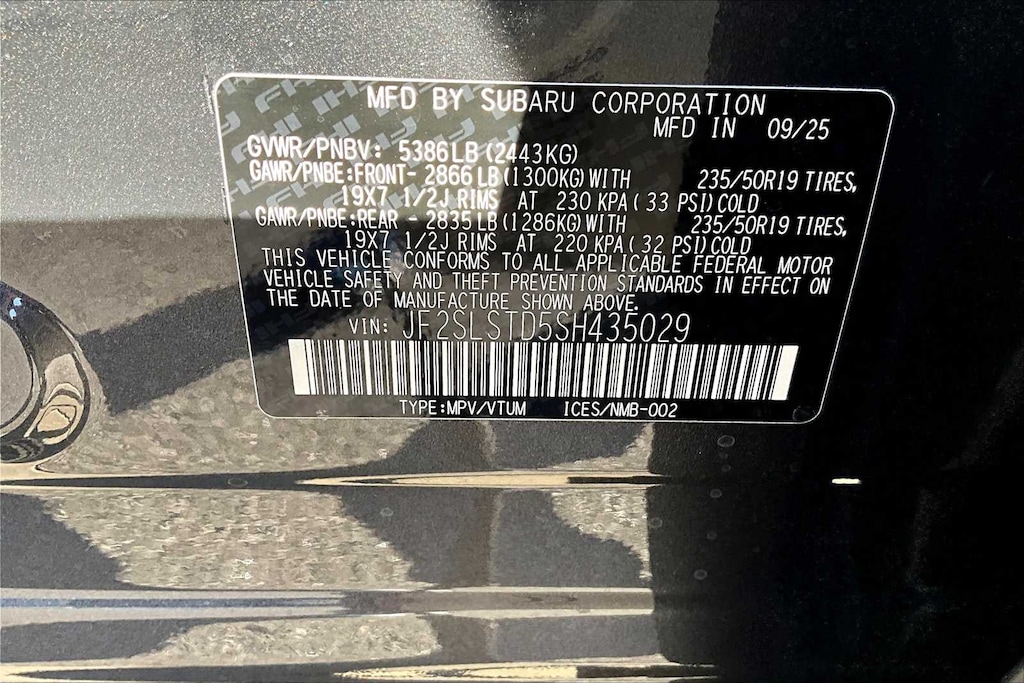 MFD BY SUBARU CORPORATION
MFD IN 09/25
GVWR/PNBV: 5386LB(2443KG)
GAWR/PNBE:FRONT- 2866LB(1300KG)WITH 235/50R19 TIRES,
19X7 1/2J RIMS AT 230 KPA( 33 PSI)COLD
GAWR/PNBE:REAR - 2835LB(1286KG)WITH 235/50R19 TIRES,
19X7 1/2J RIMS AT 220 KPA( 32 PSI)COLD
THIS VEHICLE CONFORMS TO ALL APPLICABLE FEDERAL MOTOR
VEHICLE SAFETY AND THEFT PREVENTION STANDARDS IN EFFECT ON
THE DATE OF MANUFACTURE SHOWN ABOVE.
VIN: JF2SLSTD5SH435029
TYPE:MPV/VTUM ICES/NMB-002